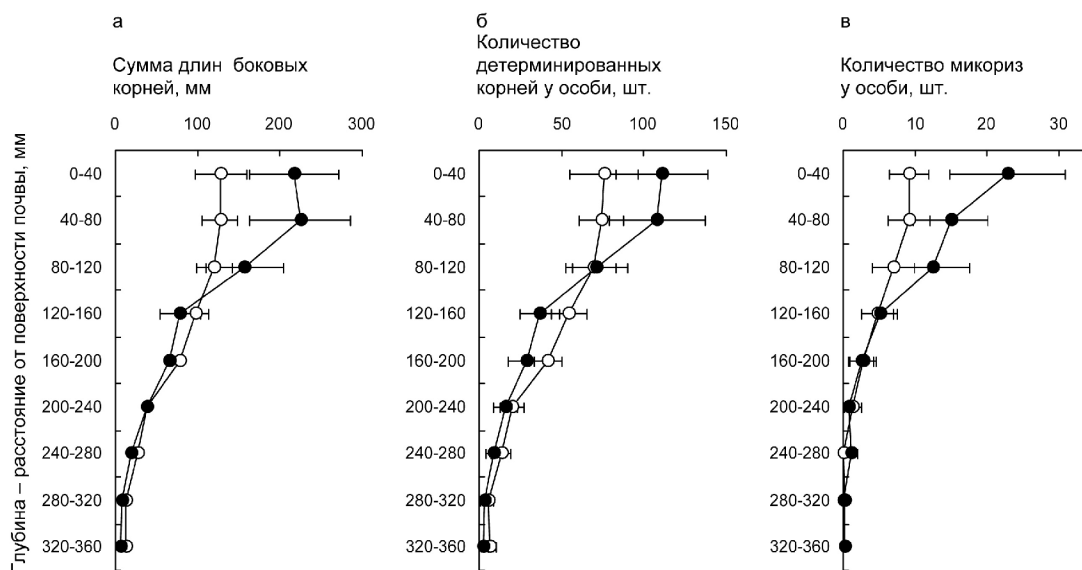 а
Сумма длин боковых
корней, мм
0 100 200 300
б
Количество
детерминированных
корней у особи, шт.
0 50 100 150
в
Количество микориз
у особи, шт.
0 10 20 30
Глубина – расстояние от поверхности почвы, мм
0-40
40-80
80-120
120-160
160-200
200-240
240-280
280-320
320-360
0-40
40-80
80-120
120-160
160-200
200-240
240-280
280-320
320-360
0-40
40-80
80-120
120-160
160-200
200-240
240-280
280-320
320-360